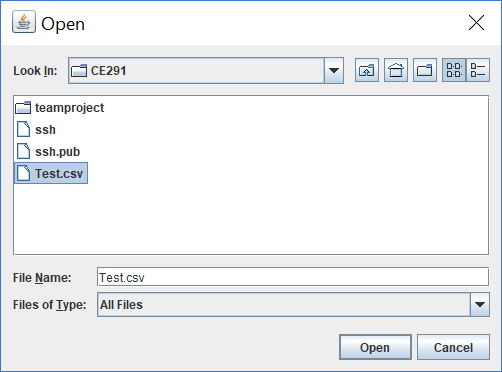 Open
Look In: CE291
teamproject
ssh
ssh.pub
Test.csv
File Name: Test.csv
Files of Type: All Files
Open Cancel